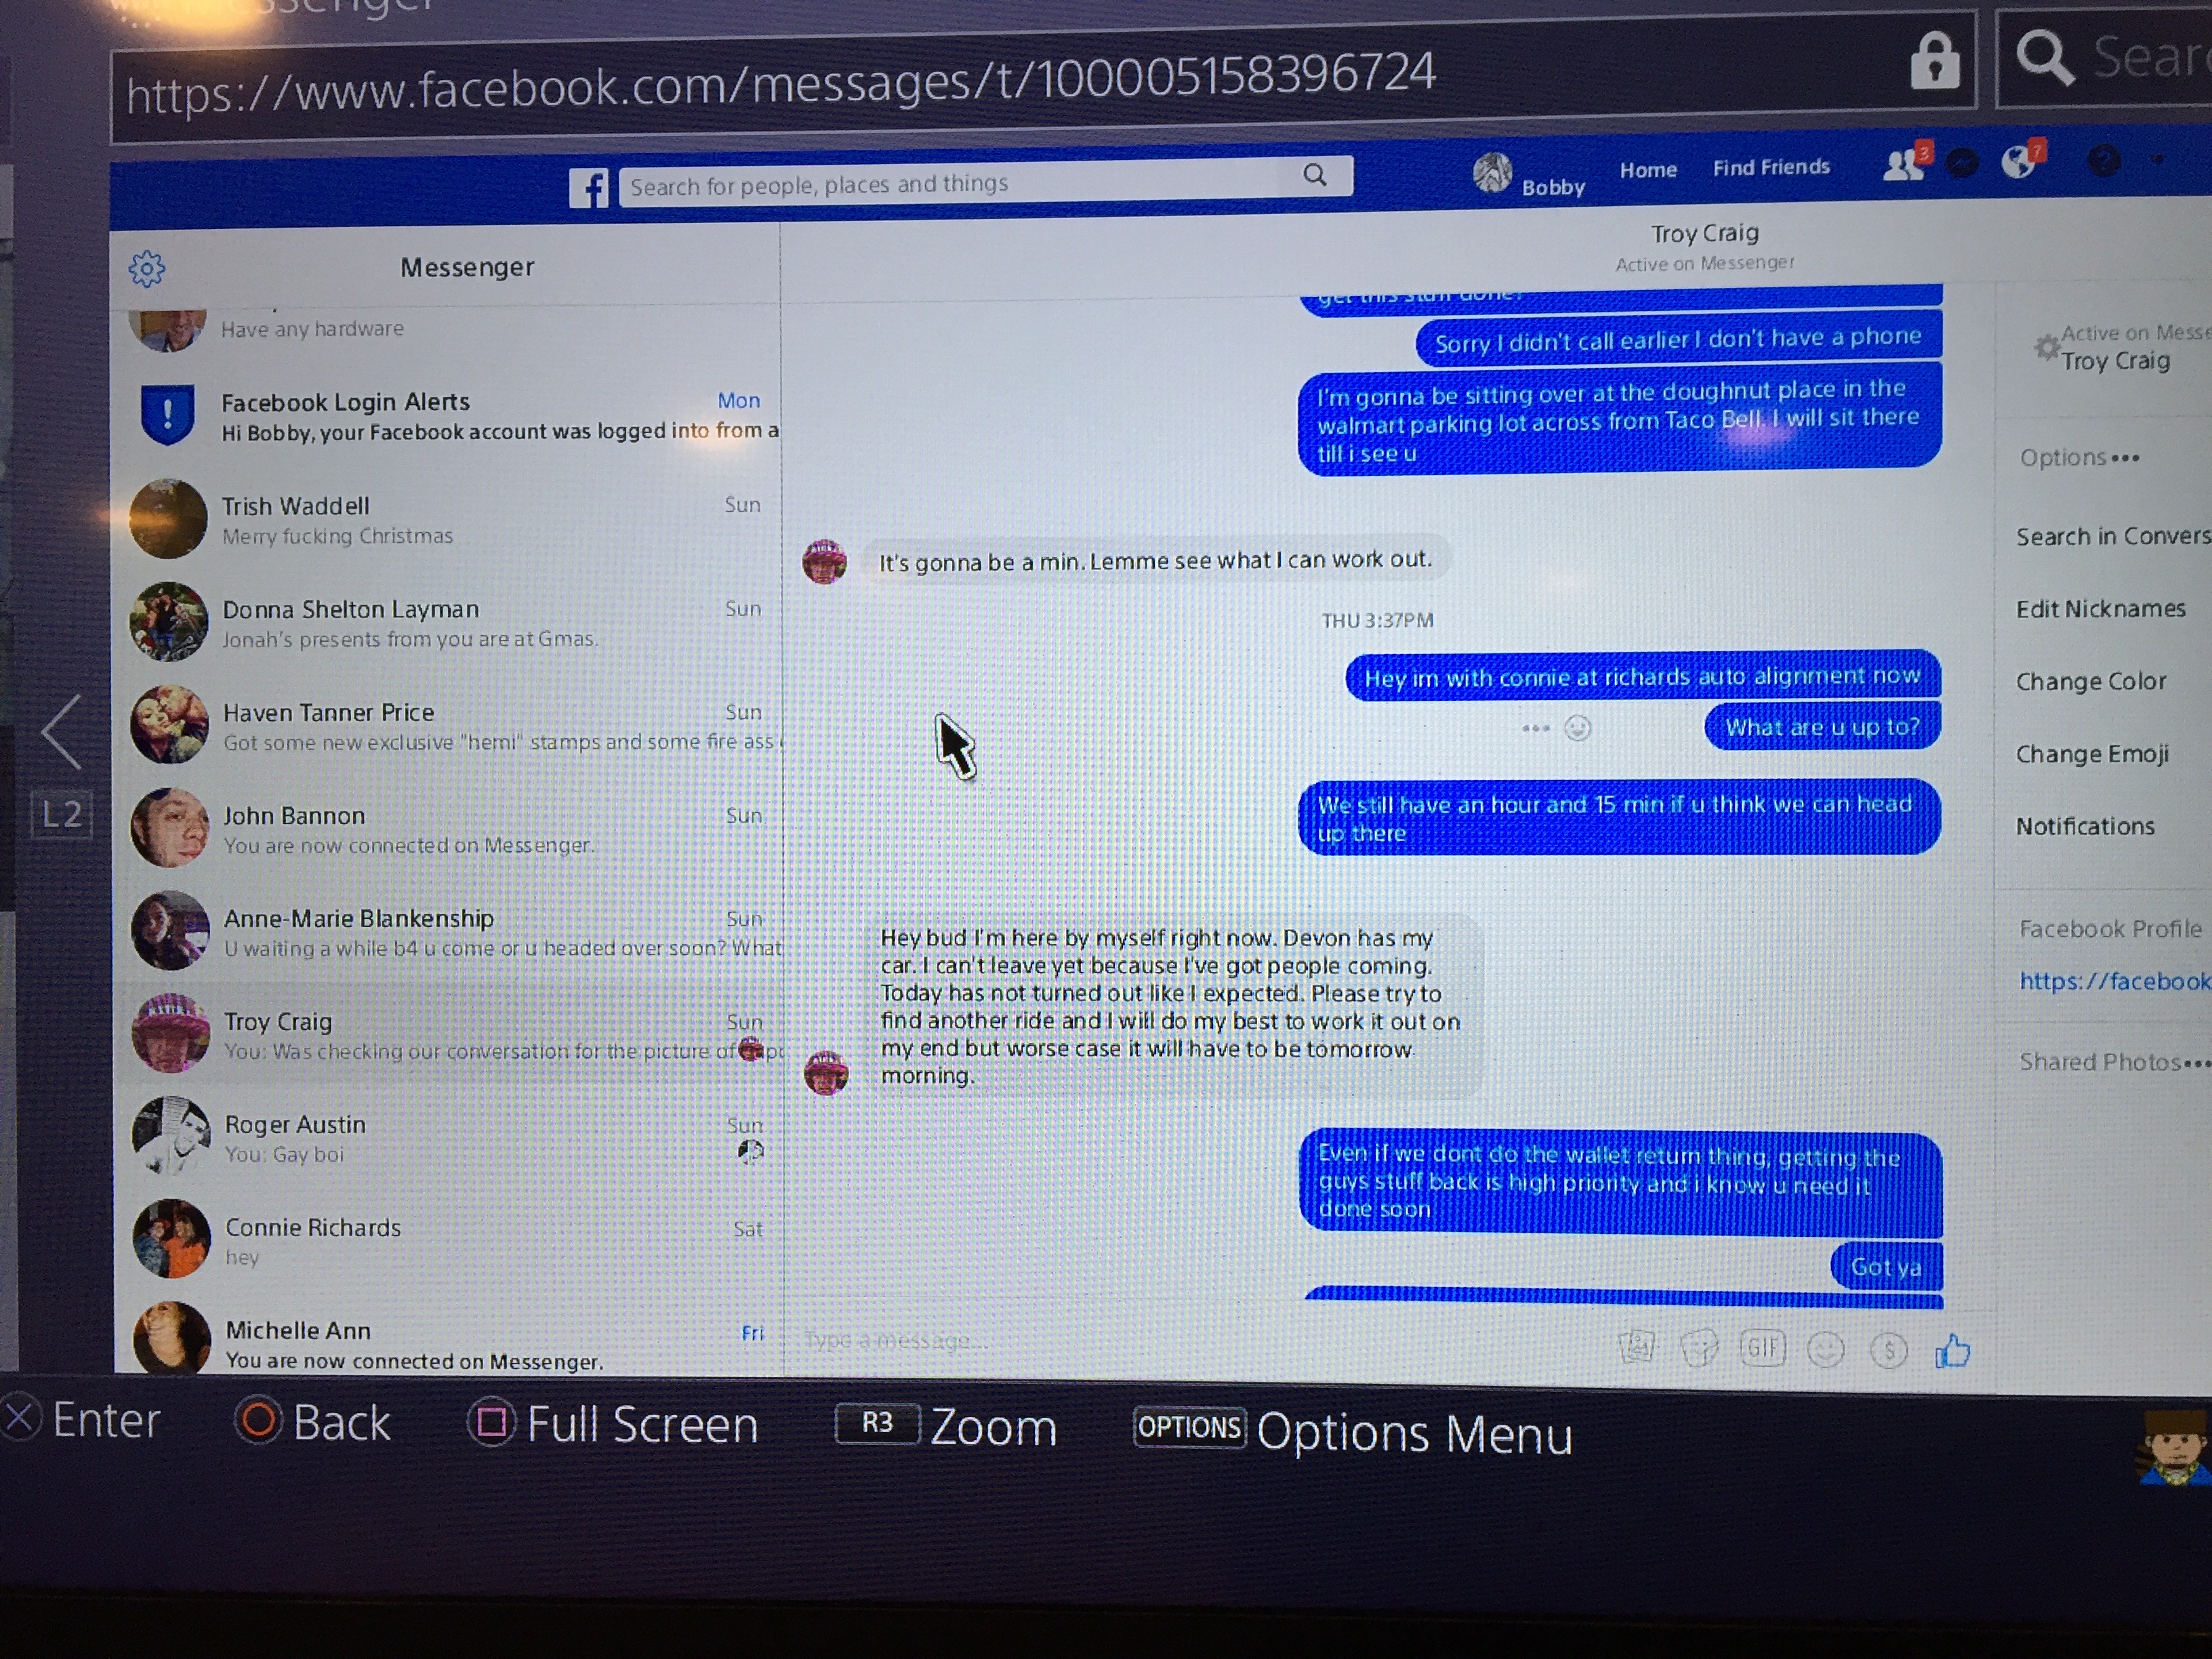 https://www.facebook.com/messages/t/100005158396724
Search for people, places and things
Bobby
Home
Find Friends
3
7
Messenger
Troy Craig
Active on Messenger
Have any hardware
Facebook Login Alerts
Mon
Hi Bobby, your Facebook account was logged into from a
Trish Waddell
Sun
Merry fucking Christmas
Donna Shelton Layman
Sun
Jonah's presents from you are at Gmas.
Haven Tanner Price
Sun
Got some new exclusive "hemi" stamps and some fire ass
John Bannon
Sun
You are now connected on Messenger.
Anne-Marie Blankenship
Sun
U waiting a while b4 u come or u headed over soon? What
Troy Craig
Sun
You: Was checking our conversation for the picture of
Roger Austin
Sun
You: Gay boi
Connie Richards
Sat
hey
Michelle Ann
Fri
You are now connected on Messenger.
get this stuff done?
Sorry I didn't call earlier I don't have a phone
I'm gonna be sitting over at the doughnut place in the
walmart parking lot across from Taco Bell. I will sit there
till i see u
It's gonna be a min. Lemme see what I can work out.
THU 3:37PM
Hey im with connie at richards auto alignment now
What are u up to?
We still have an hour and 15 min if u think we can head
up there
Hey bud I'm here by myself right now. Devon has my
car. I can't leave yet because I've got people coming.
Today has not turned out like I expected. Please try to
find another ride and I will do my best to work it out on
my end but worse case it will have to be tomorrow
morning.
Even if we dont do the wallet return thing, getting the
guys stuff back is high priority and i know u need it
done soon
Got ya
Type a message...
GIF
Active on Messe
Troy Craig
Options
Search in Convers
Edit Nicknames
Change Color
Change Emoji
Notifications
Facebook Profile
https://facebook
Shared Photos
L2
Enter
Back
Full Screen
R3
Zoom
OPTIONS
Options Menu